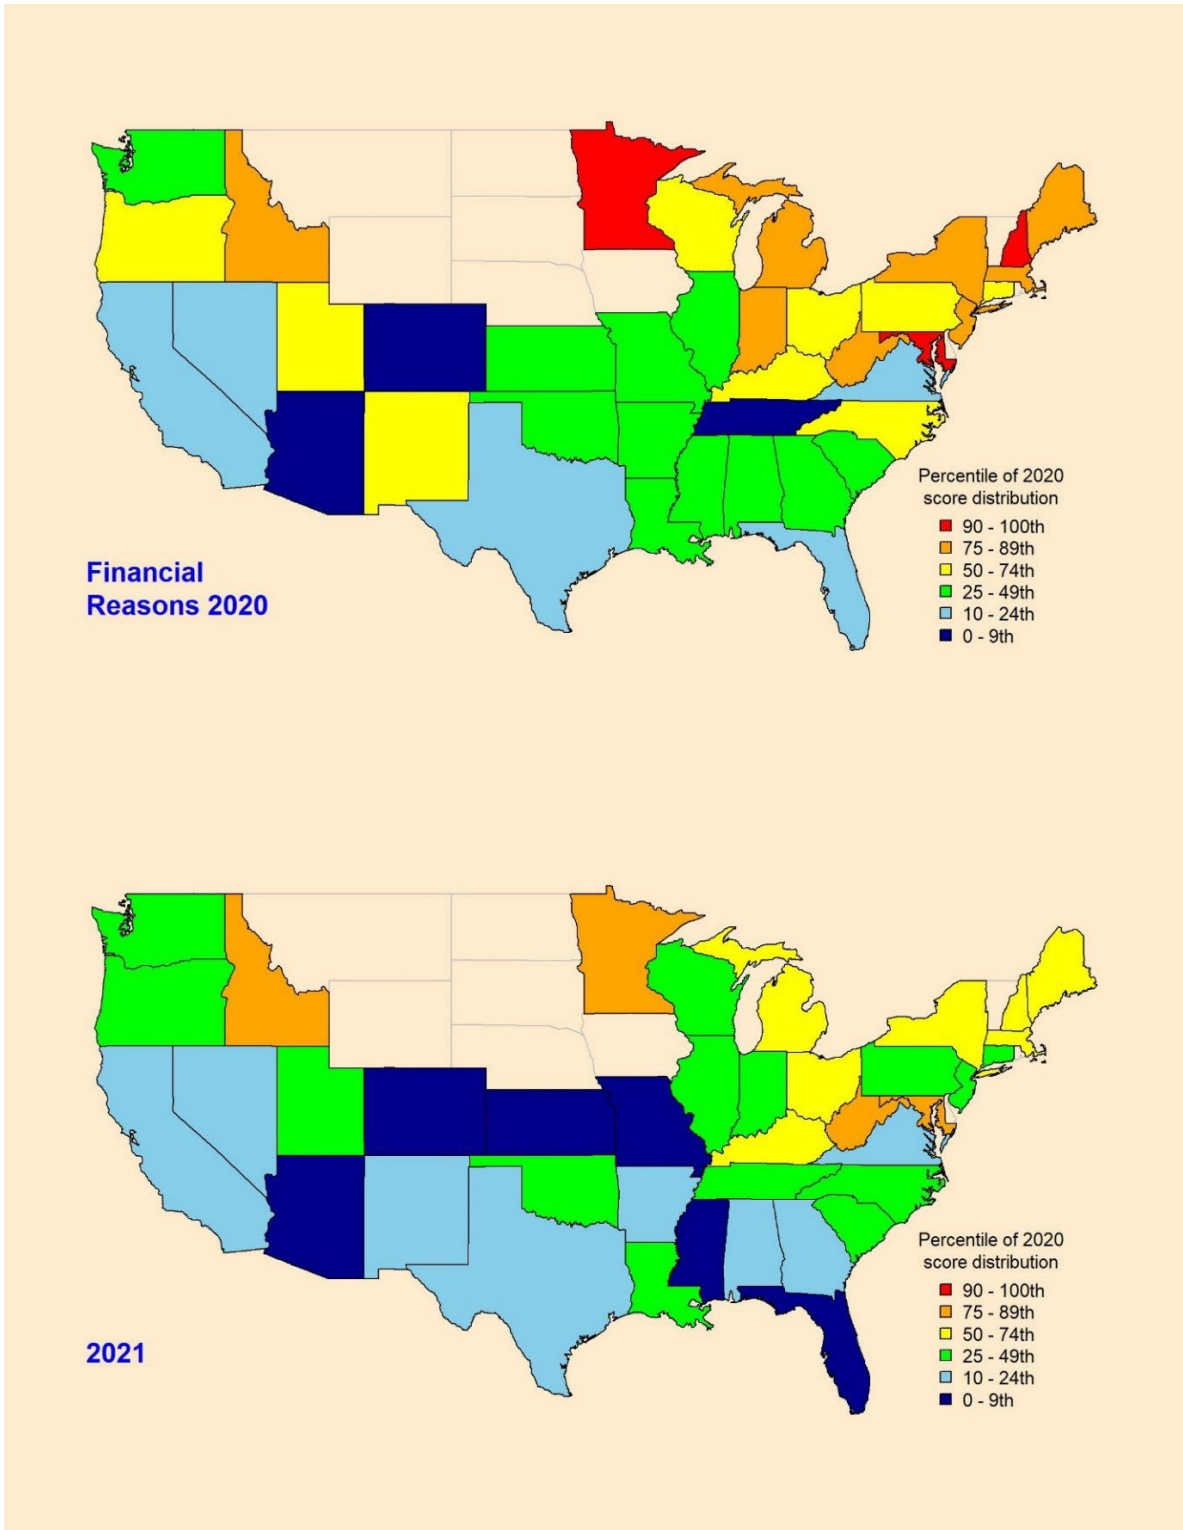 Percentile of 2020
score distribution
90 - 100th
75 - 89th
50 - 74th
25 - 49th
10 - 24th
0 - 9th
Financial
Reasons 2020
Percentile of 2020
score distribution
90 - 100th
75 - 89th
50 - 74th
25 - 49th
10 - 24th
0 - 9th
2021